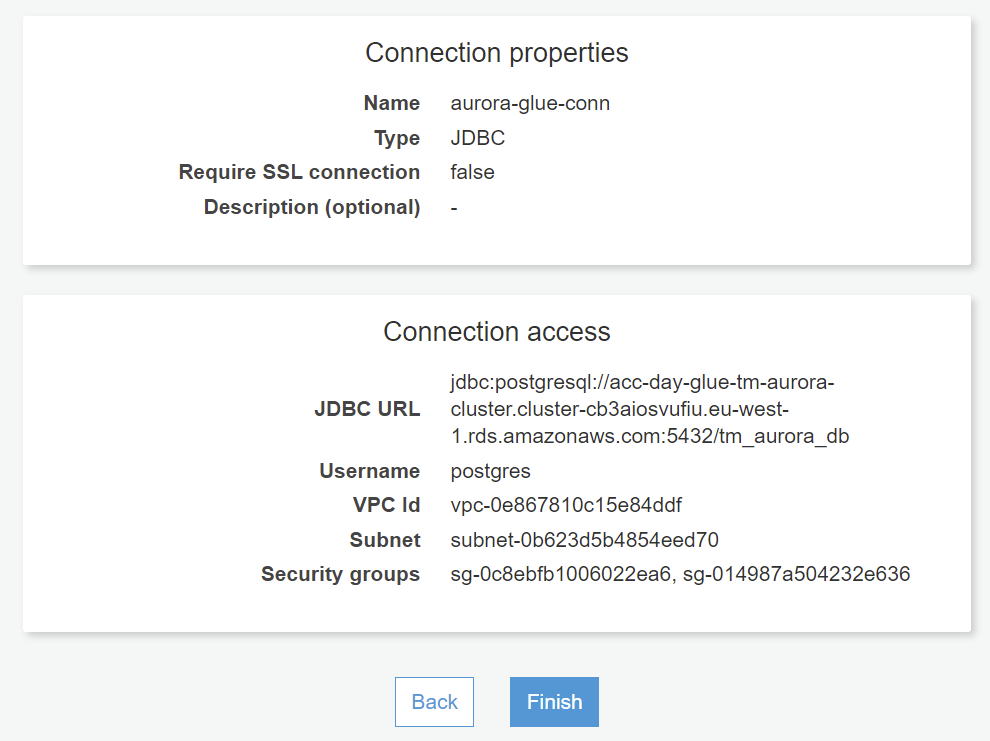 Connection properties
Name aurora-glue-conn
Type JDBC
Require SSL connection false
Description (optional) -
Connection access
JDBC URL jdbc:postgresql://acc-day-glue-tm-aurora-
cluster.cluster-cb3aiosvufiu.eu-west-
1.rds.amazonaws.com:5432/tm_aurora_db
Username postgres
VPC Id vpc-0e867810c15e84ddf
Subnet subnet-0b623d5b4854eed70
Security groups sg-0c8ebfb1006022ea6, sg-014987a504232e636
Back Finish